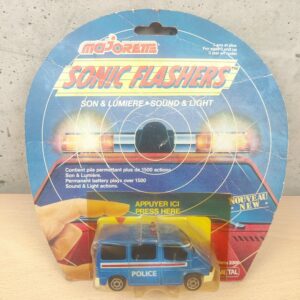 majorette
SONIC FLASHERS
SON & LUMIERE • SOUND & LIGHT
Contient pile permettant plus de 1500 actions
Son & Lumière.
Permanent battery plays over 1500
Sound & Light actions.
APPUYER ICI
PRESS HERE
NOUVEAU
NEW
POLICE
METAL